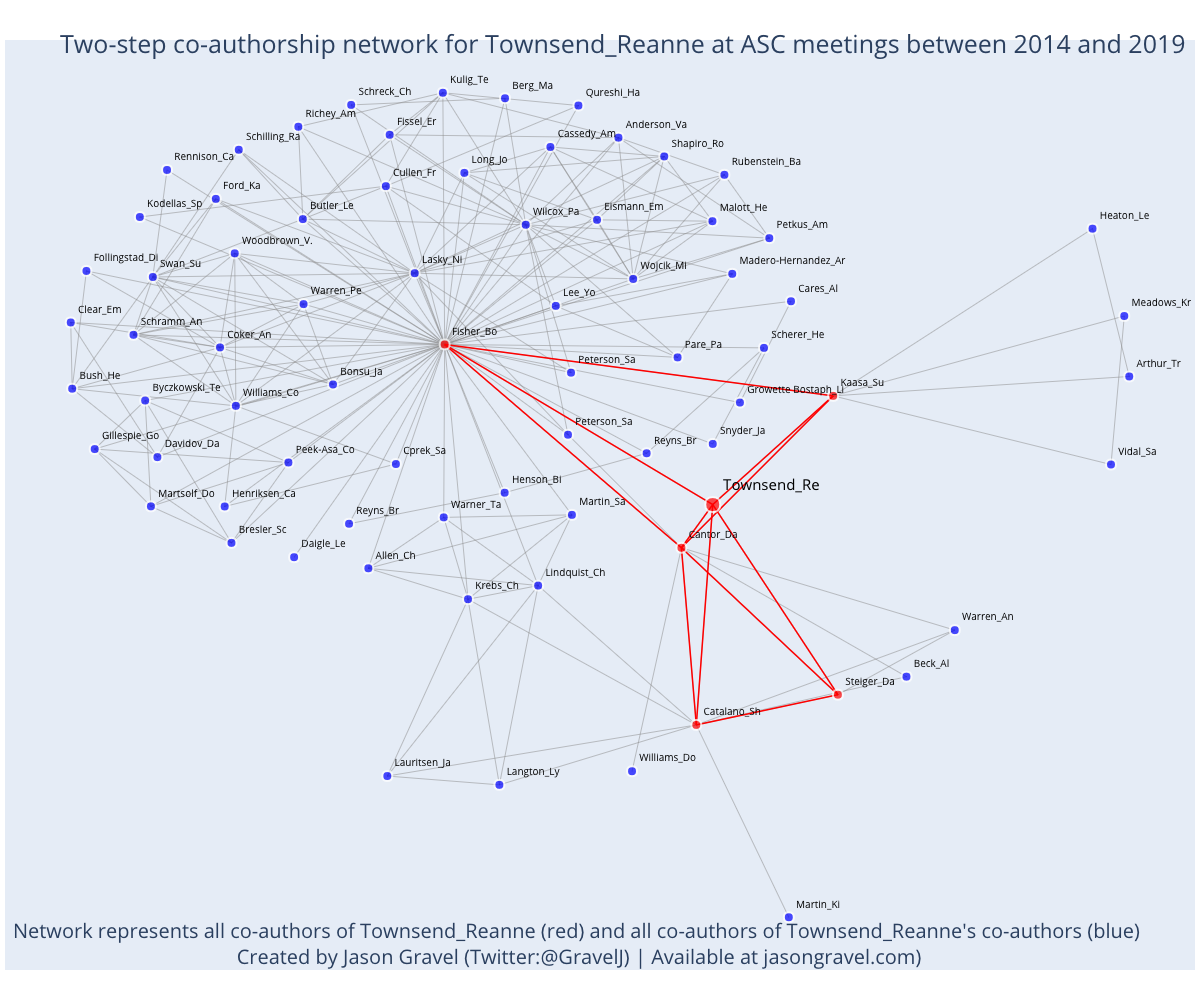 Two-step co-authorship network for Townsend_Reanne at ASC meetings between 2014 and 2019
Kulig_Te
Berg_Ma
Schreck_Ch
Qureshi_Ha
Richey_Am
Fissel_Er
Anderson_Va
Cassedy_Am
Schilling_Ra
Shapiro_Ro
Rennison_Ca
Long_Jo
Rubenstein_Ba
Cullen_Fr
Ford_Ka
Kodellas_Sp
Butler_Le
Wilcox_Pa
Eismann_Em
Malott_He
Heaton_Le
Petkus_Am
Woodbrown_V.
Follingstad_Di
Swan_Su
Lasky_Ni
Wojcik_Mi
Madero-Hernandez_Ar
Warren_Pe
Lee_Yo
Cares_Al
Meadows_Kr
Clear_Em
Schramm_An
Coker_An
Fisher_Bo
Scherer_He
Pare_Pa
Peterson_Sa
Arthur_Tr
Bush_He
Byczkowski_Te
Williams_Co
Bonsu_Ja
Growette Bostaph_Li
Kaasa_Su
Gillespie_Go
Davidov_Da
Peek-Asa_Co
Cprek_Sa
Peterson_Sa
Reyns_Br
Snyder_Ja
Vidal_Sa
Martsolf_Do
Henriksen_Ca
Henson_Bi
Townsend_Re
Bresler_Sc
Reyns_Br
Warner_Ta
Martin_Sa
Cantor_Da
Daigle_Le
Allen_Ch
Krebs_Ch
Lindquist_Ch
Warren_An
Beck_Al
Steiger_Da
Catalano_Sh
Lauritsen_Ja
Langton_Ly
Williams_Do
Martin_Ki
Network represents all co-authors of Townsend_Reanne (red) and all co-authors of Townsend_Reanne's co-authors (blue)
Created by Jason Gravel (Twitter:@GravelJ) | Available at jasongravel.com)